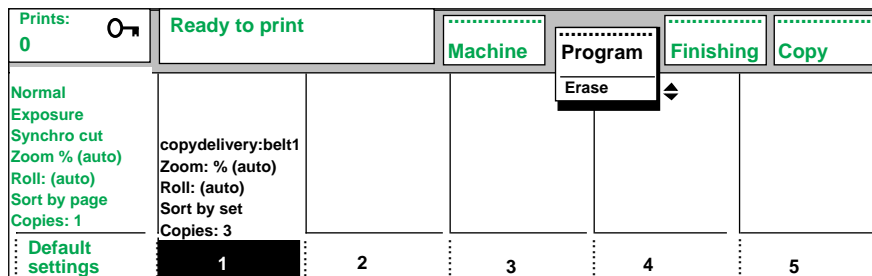 Prints:
0
Ready to print
Machine
Program
Erase
Finishing
Copy
Normal
Exposure
Synchro cut
Zoom % (auto)
Roll: (auto)
Sort by page
Copies: 1
copydelivery:belt1
Zoom: % (auto)
Roll: (auto)
Sort by set
Copies: 3
Default
settings
1
2
3
4
5